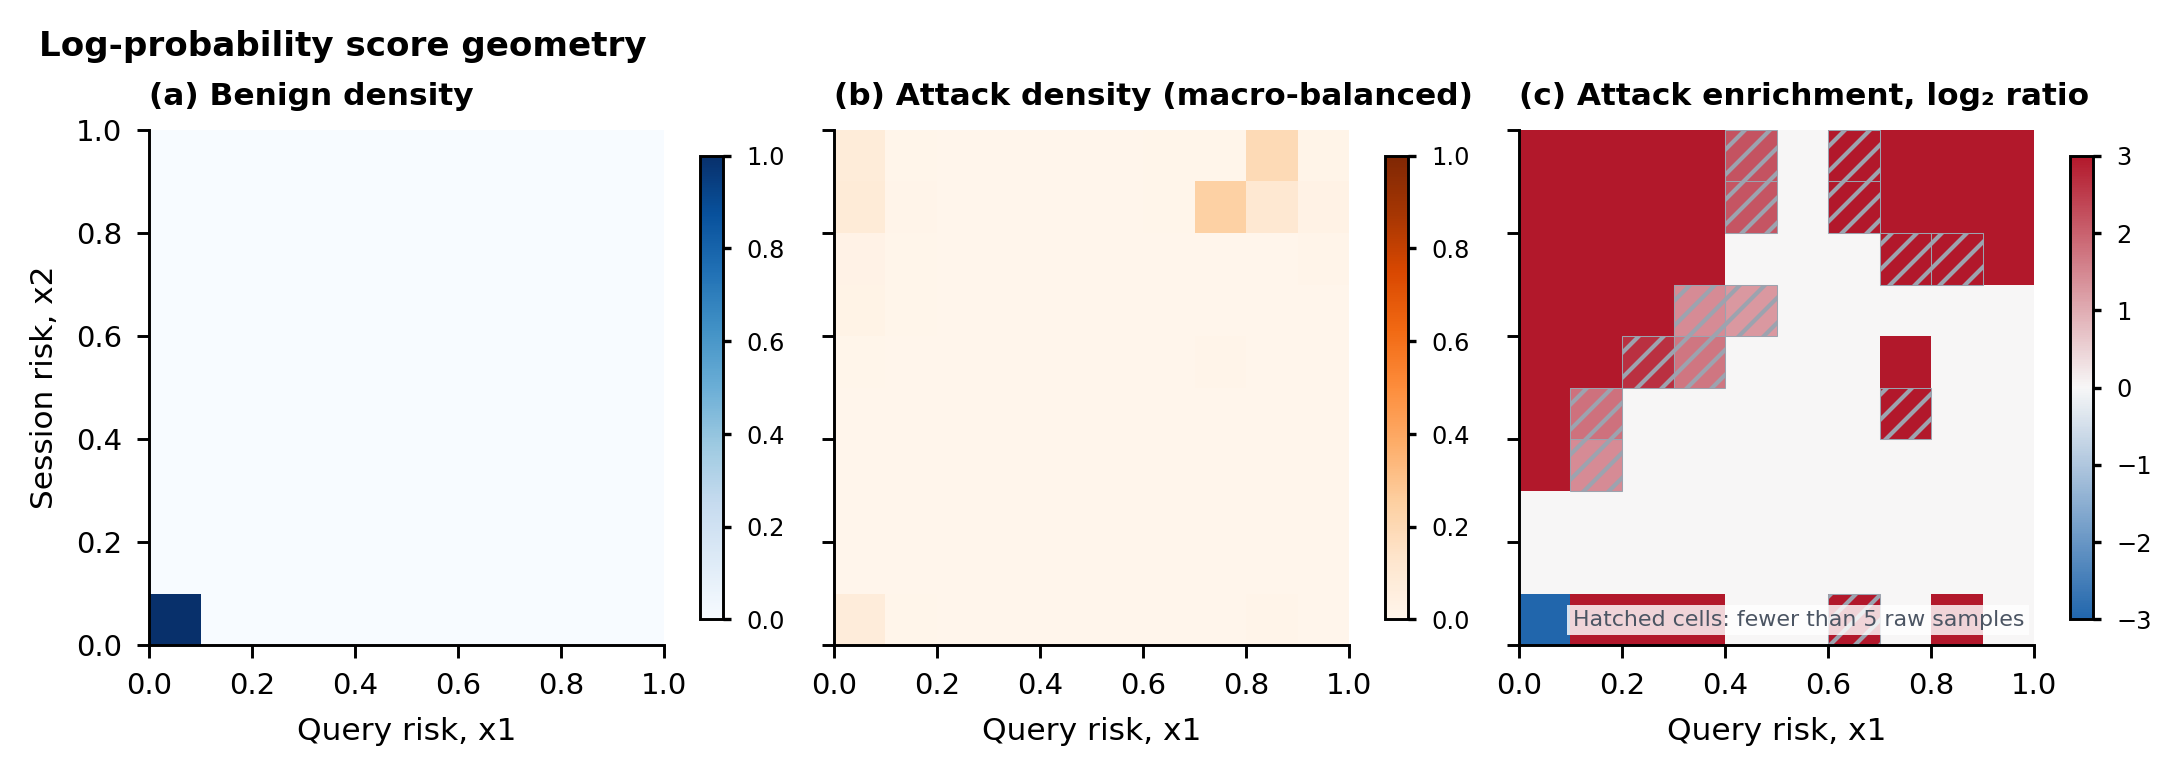 Log-probability score geometry
(a) Benign density
(b) Attack density (macro-balanced)
(c) Attack enrichment, log₂ ratio
Session risk, x2
1.0
0.8
0.6
0.4
0.2
0.0
0.0 0.2 0.4 0.6 0.8 1.0
Query risk, x1
1.0
0.8
0.6
0.4
0.2
0.0
0.0 0.2 0.4 0.6 0.8 1.0
Query risk, x1
1.0
0.8
0.6
0.4
0.2
0.0
Hatched cells: fewer than 5 raw samples
0.0 0.2 0.4 0.6 0.8 1.0
Query risk, x1
3
2
1
0
−1
−2
−3